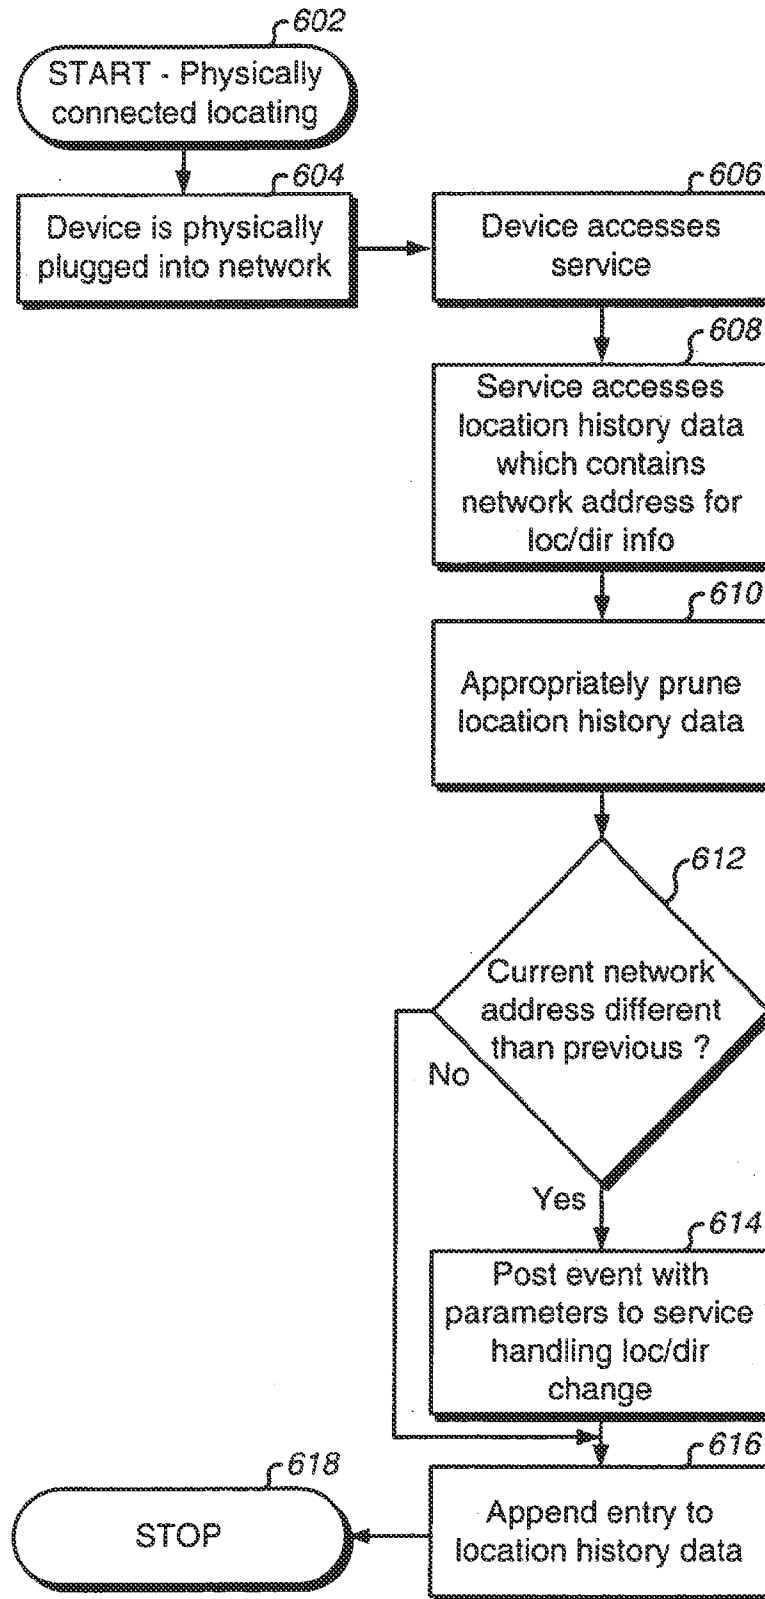 602
START - Physically
connected locating
604
Device is physically
plugged into network
606
Device accesses
service
608
Service accesses
location history data
which contains
network address for
loc/dir info
610
Appropriately prune
location history data
612
Current network
address different
than previous ?
No
Yes
614
Post event with
parameters to service
handling loc/dir
change
616
Append entry to
location history data
618
STOP